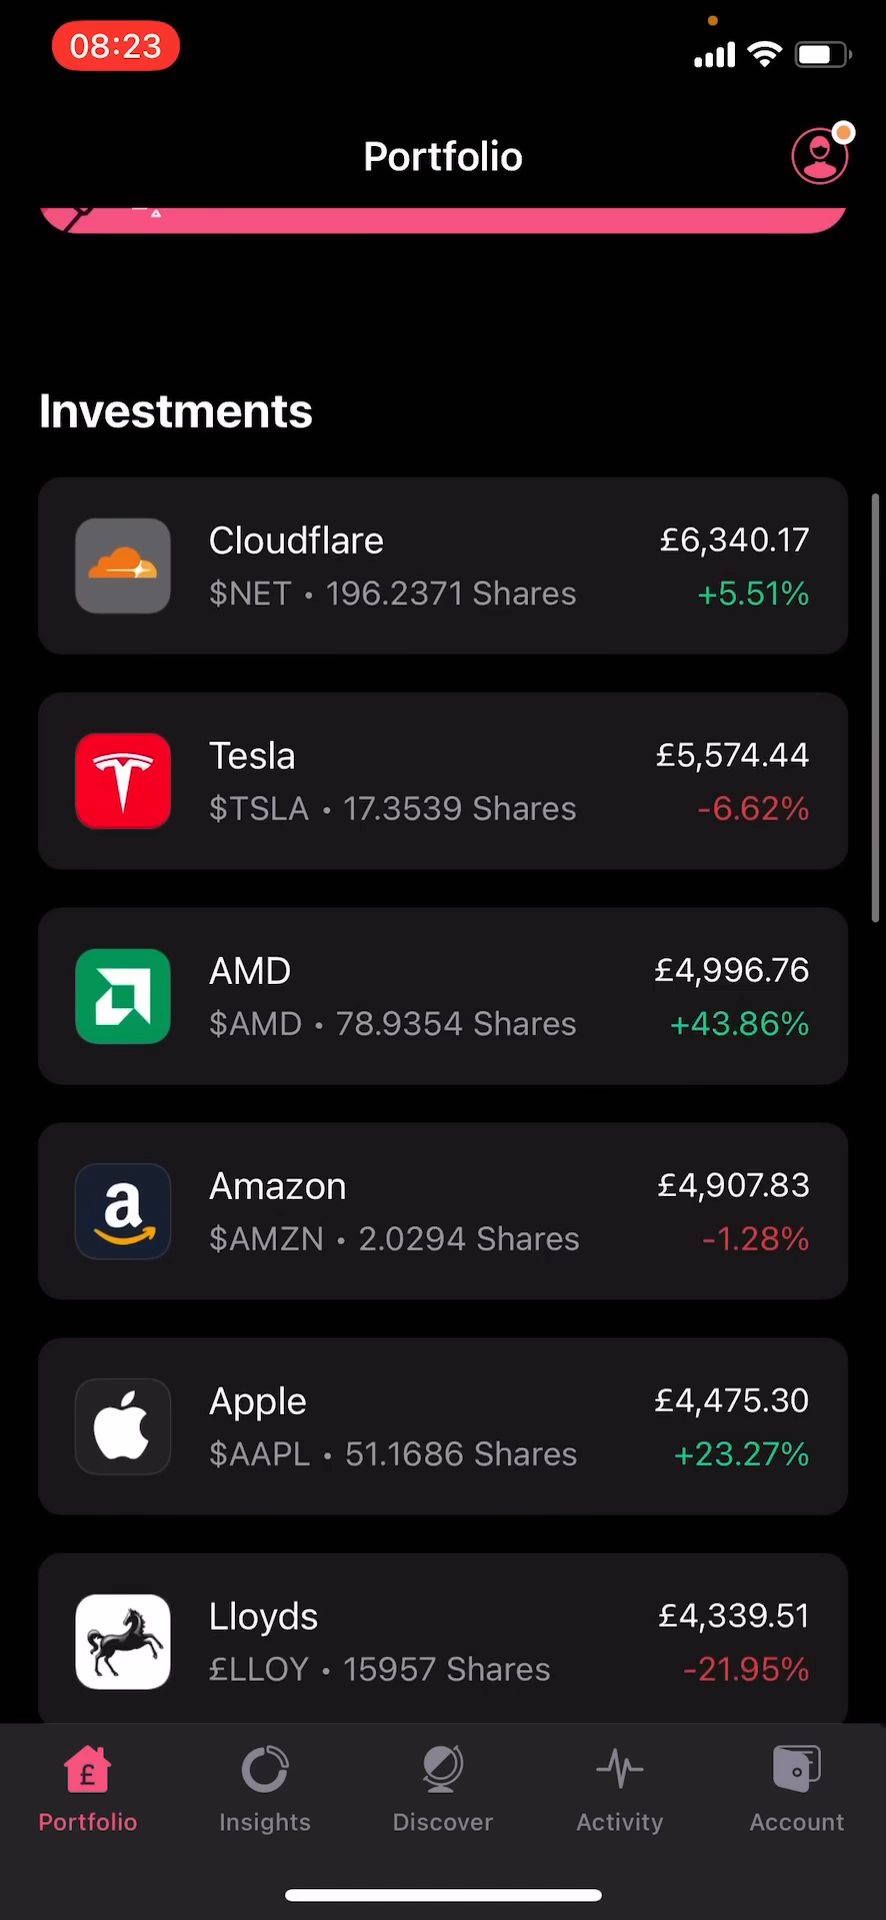 08:23
Portfolio
Investments
Cloudflare
£6,340.17
$NET • 196.2371 Shares
+5.51%
Tesla
£5,574.44
$TSLA • 17.3539 Shares
-6.62%
AMD
£4,996.76
$AMD • 78.9354 Shares
+43.86%
Amazon
£4,907.83
$AMZN • 2.0294 Shares
-1.28%
Apple
£4,475.30
$AAPL • 51.1686 Shares
+23.27%
Lloyds
£4,339.51
£LLOY • 15957 Shares
-21.95%
Portfolio
Insights
Discover
Activity
Account